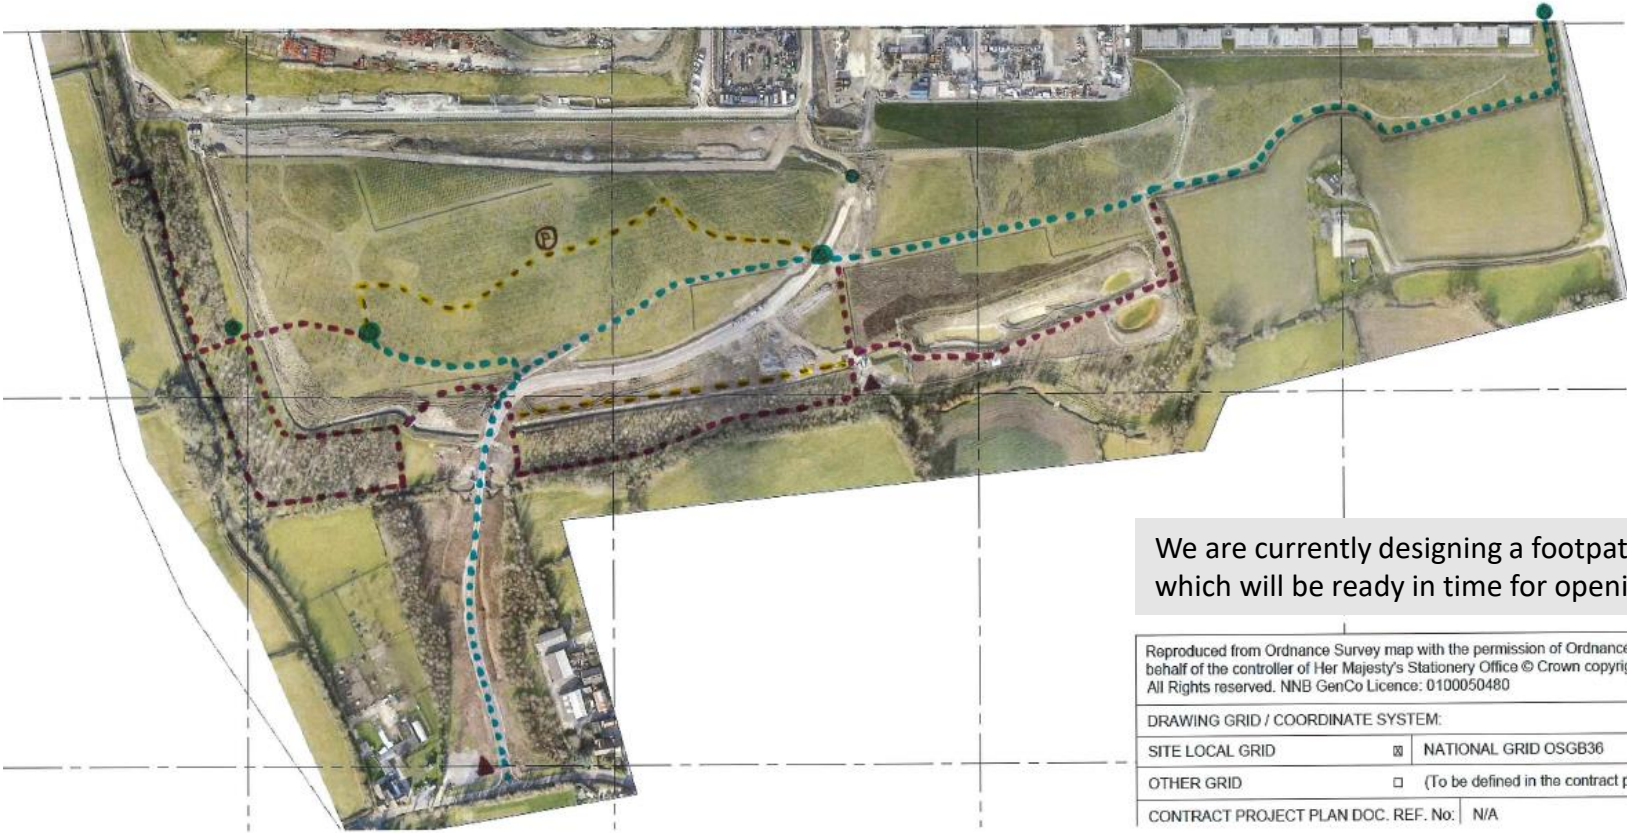 P
We are currently designing a footpat
which will be ready in time for openi
Reproduced from Ordnance Survey map with the permission of Ordnance
behalf of the controller of Her Majesty's Stationery Office © Crown copyrig
All Rights reserved. NNB GenCo Licence: 0100050480
DRAWING GRID / COORDINATE SYSTEM:
SITE LOCAL GRID ☒ NATIONAL GRID OSGB36
OTHER GRID ☐ (To be defined in the contract p
CONTRACT PROJECT PLAN DOC. REF. No: N/A